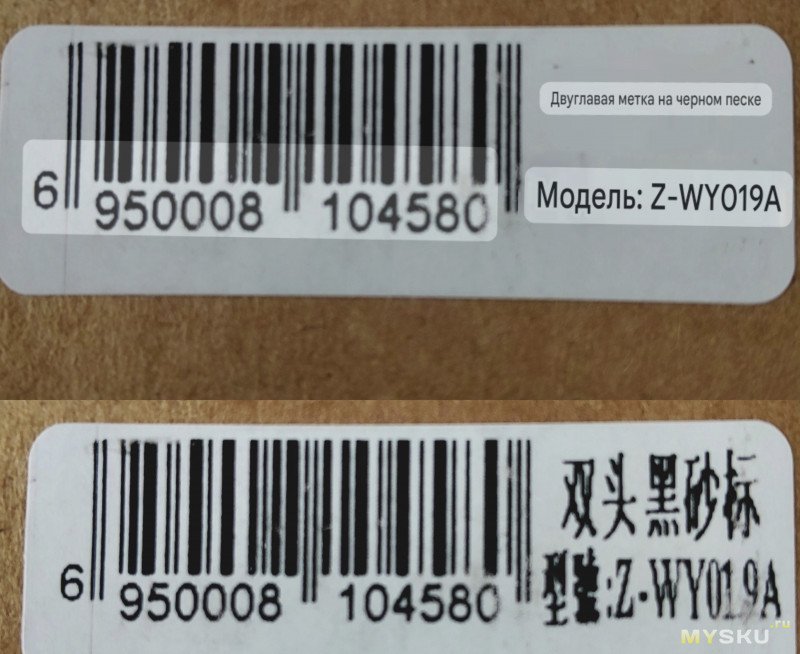 Двуглавая метка на черном песке
Модель: Z-WY019A
6 950008 104580
双头黑砂标
型號:Z-WY019A
6 950008 104580
MYSKU.ru